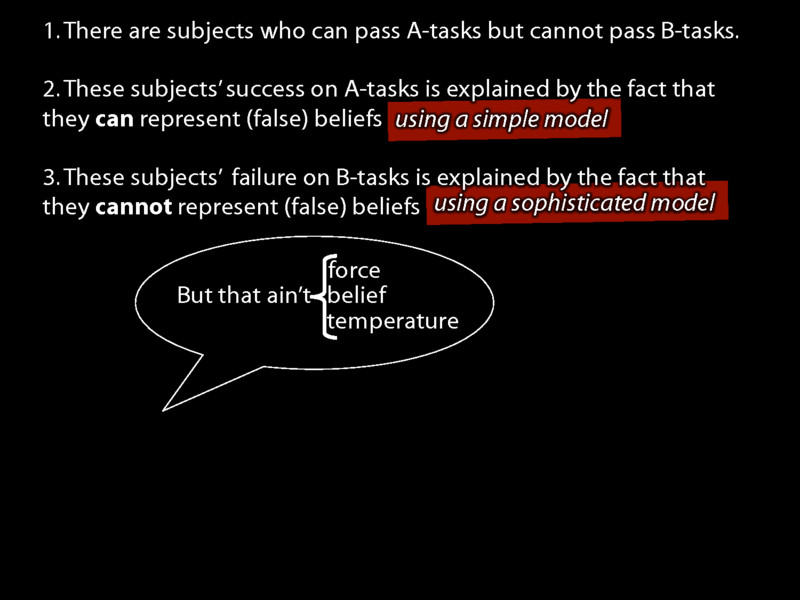 1. There are subjects who can pass A-tasks but cannot pass B-tasks.
2. These subjects’ success on A-tasks is explained by the fact that
they can represent (false) beliefs using a simple model
3. These subjects’ failure on B-tasks is explained by the fact that
they cannot represent (false) beliefs using a sophisticated model
force
But that ain’t { belief
temperature